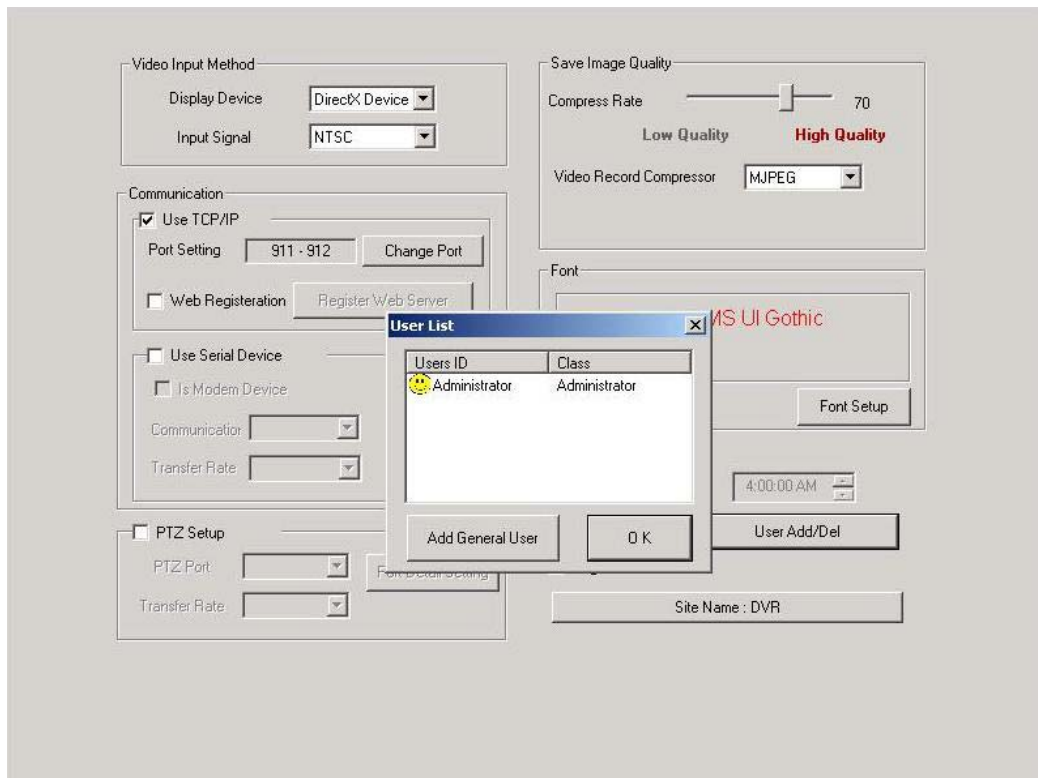 Video Input Method
Display Device
DirectX Device
Input Signal
NTSC
Save Image Quality
Compress Rate
70
Low Quality
High Quality
Video Record Compressor
MJPEG
Communication
Use TCP/IP
Port Setting
911 - 912
Change Port
Web Registeration
Register Web Server
Use Serial Device
Is Modem Device
Communication
Transfer Rate
PTZ Setup
PTZ Port
Transfer Rate
Font
MS UI Gothic
Font Setup
4:00:00 AM
User Add/Del
Site Name : DVR
User List
Users ID
Class
Administrator
Administrator
Add General User
O K